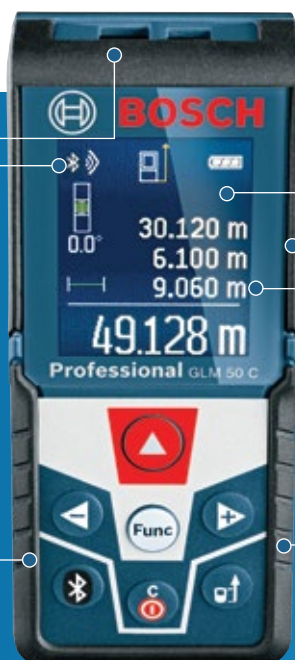 BOSCH
0.0°
30.120 m
6.100 m
9.060 m
49.128 m
Professional GLM 50 C
Func
C